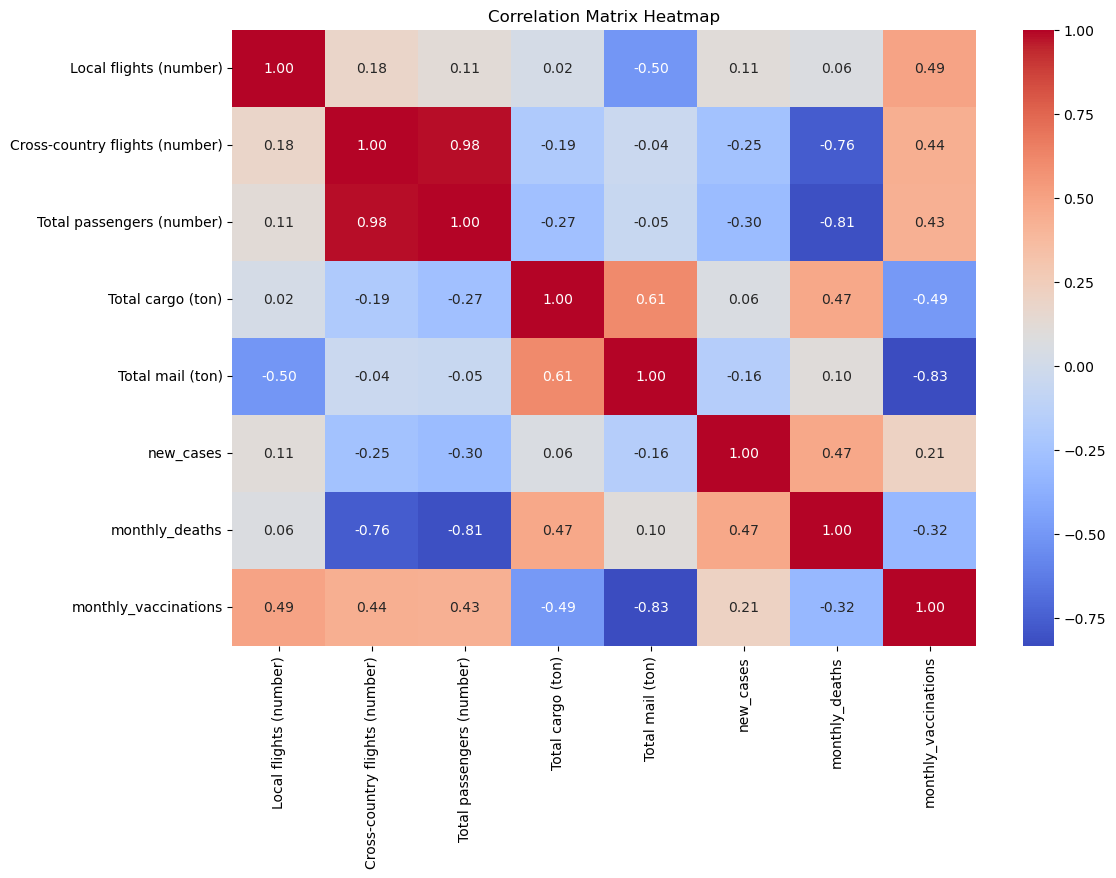 Correlation Matrix Heatmap
Local flights (number) 1.00 0.18 0.11 0.02 -0.50 0.11 0.06 0.49
Cross-country flights (number) 0.18 1.00 0.98 -0.19 -0.04 -0.25 -0.76 0.44
Total passengers (number) 0.11 0.98 1.00 -0.27 -0.05 -0.30 -0.81 0.43
Total cargo (ton) 0.02 -0.19 -0.27 1.00 0.61 0.06 0.47 -0.49
Total mail (ton) -0.50 -0.04 -0.05 0.61 1.00 -0.16 0.10 -0.83
new_cases 0.11 -0.25 -0.30 0.06 -0.16 1.00 0.47 0.21
monthly_deaths 0.06 -0.76 -0.81 0.47 0.10 0.47 1.00 -0.32
monthly_vaccinations 0.49 0.44 0.43 -0.49 -0.83 0.21 -0.32 1.00
Local flights (number)
Cross-country flights (number)
Total passengers (number)
Total cargo (ton)
Total mail (ton)
new_cases
monthly_deaths
monthly_vaccinations
1.00
0.75
0.50
0.25
0.00
−0.25
−0.50
−0.75